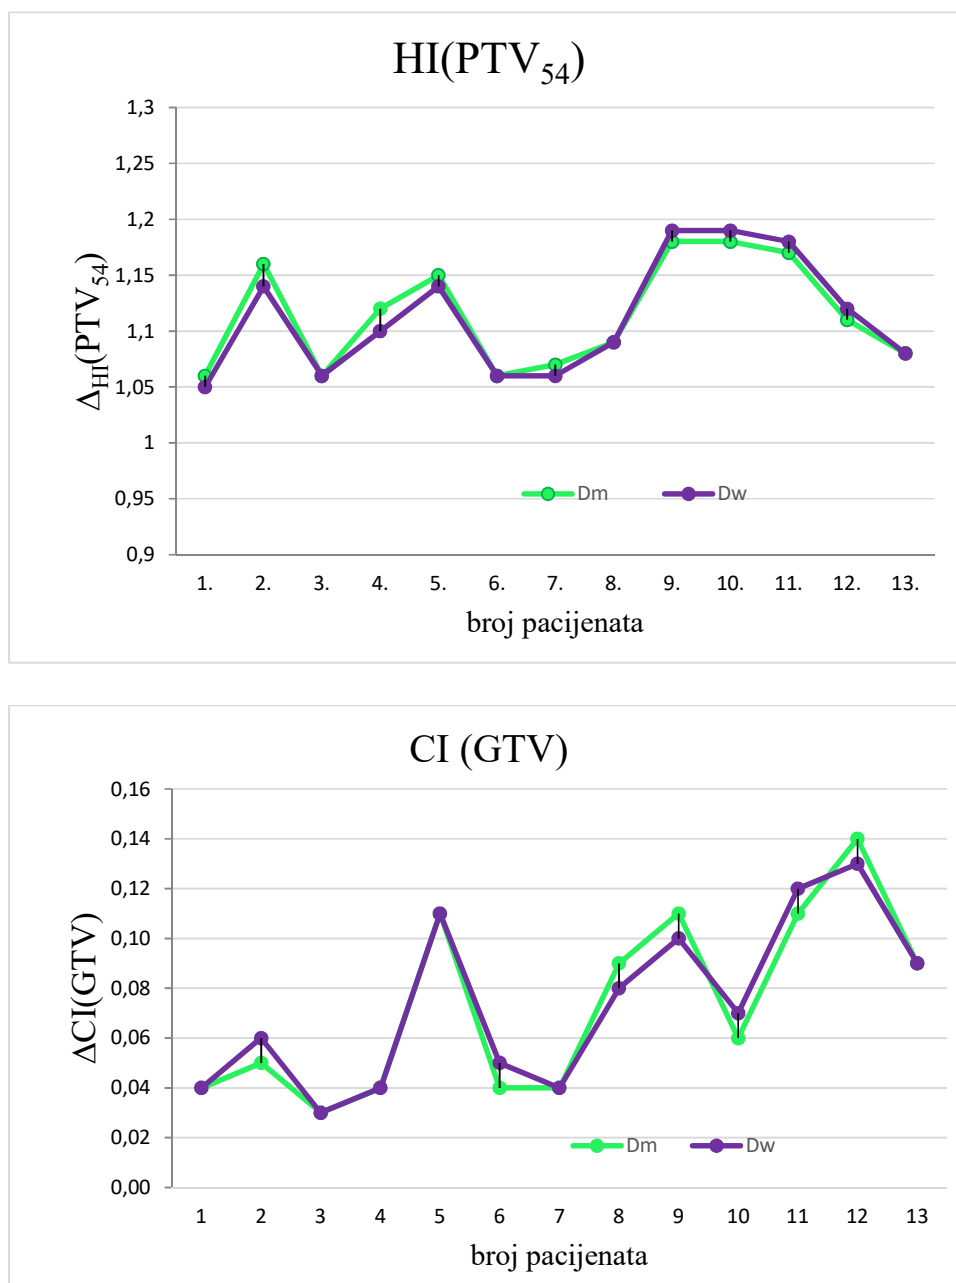 HI(PTV54)
1,3
1,25
1,2
1,15
1,1
1,05
1
0,95
0,9
ΔHI(PTV54)
Dm Dw
1. 2. 3. 4. 5. 6. 7. 8. 9. 10. 11. 12. 13.
broj pacijenata
CI (GTV)
0,16
0,14
0,12
0,10
0,08
0,06
0,04
0,02
0,00
ΔCI(GTV)
Dm Dw
1 2 3 4 5 6 7 8 9 10 11 12 13
broj pacijenata